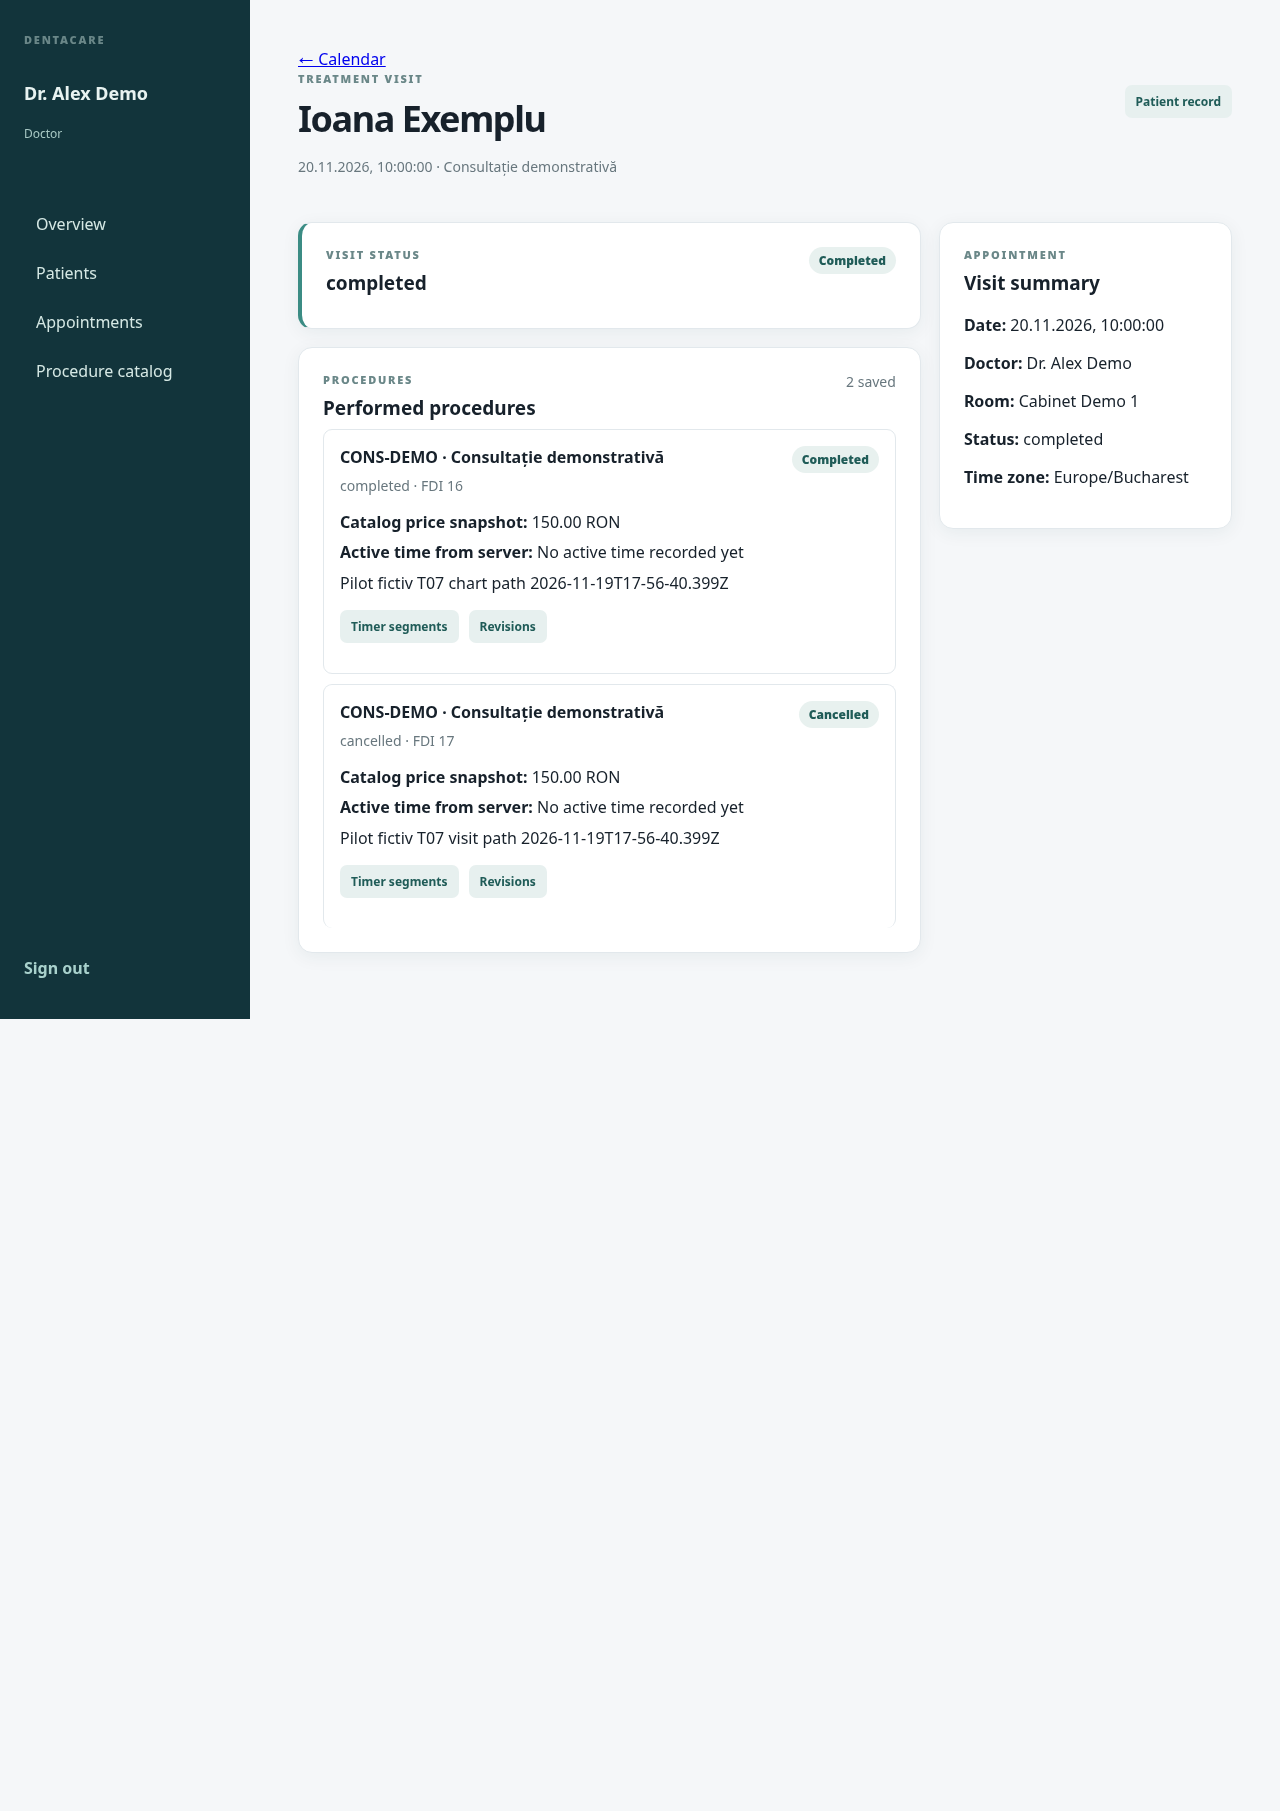 DENTACARE
Dr. Alex Demo
Doctor
Overview
Patients
Appointments
Procedure catalog
Sign out
← Calendar
TREATMENT VISIT
Ioana Exemplu
20.11.2026, 10:00:00 · Consultație demonstrativă
Patient record
VISIT STATUS
completed
Completed
PROCEDURES
Performed procedures
2 saved
CONS-DEMO · Consultație demonstrativă
Completed
completed · FDI 16
Catalog price snapshot: 150.00 RON
Active time from server: No active time recorded yet
Pilot fictiv T07 chart path 2026-11-19T17-56-40.399Z
Timer segments
Revisions
CONS-DEMO · Consultație demonstrativă
Cancelled
cancelled · FDI 17
Catalog price snapshot: 150.00 RON
Active time from server: No active time recorded yet
Pilot fictiv T07 visit path 2026-11-19T17-56-40.399Z
Timer segments
Revisions
APPOINTMENT
Visit summary
Date: 20.11.2026, 10:00:00
Doctor: Dr. Alex Demo
Room: Cabinet Demo 1
Status: completed
Time zone: Europe/Bucharest